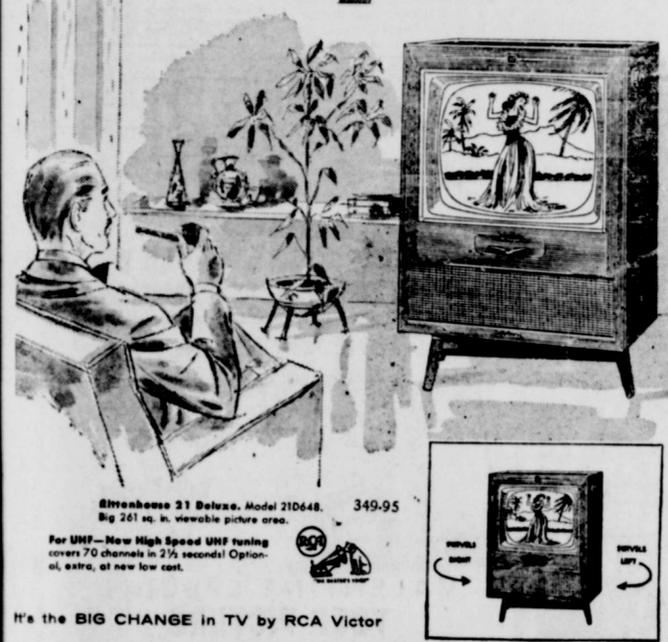 Rittenhouse 21 Deluxe. Model 21D648. 349.95
Big 261 sq. in. viewable picture area.
For UHF—New High Speed UHF tuning
covers 70 channels in 2½ seconds! Option-
al, extra, at new low cost.
RCA
"HIS MASTER'S VOICE"
SWIVELS
RIGHT
SWIVELS
LEFT
It's the BIG CHANGE in TV by RCA Victor